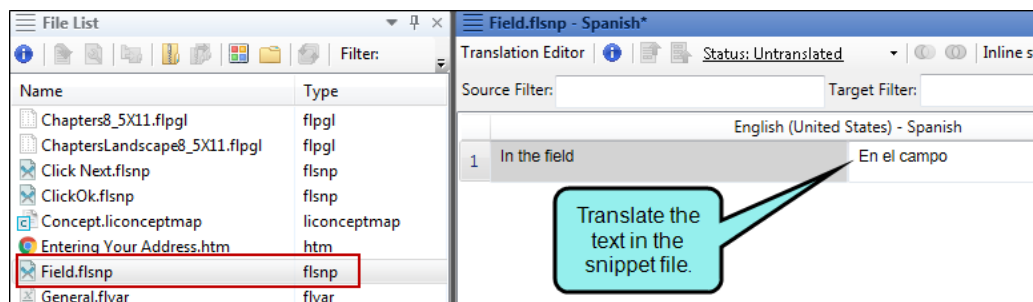 File List
Field.flsnp - Spanish*
Filter:
Translation Editor
Status: Untranslated
Inline s
Source Filter:
Target Filter:
Name
Type
English (United States) - Spanish
Chapters8_5X11.flpgl
flpgl
ChaptersLandscape8_5X11.flpgl
flpgl
Click Next.flsnp
flsnp
ClickOk.flsnp
flsnp
Concept.liconceptmap
liconceptmap
Entering Your Address.htm
htm
Field.flsnp
flsnp
General.flvar
flvar
1
In the field
En el campo
Translate the
text in the
snippet file.